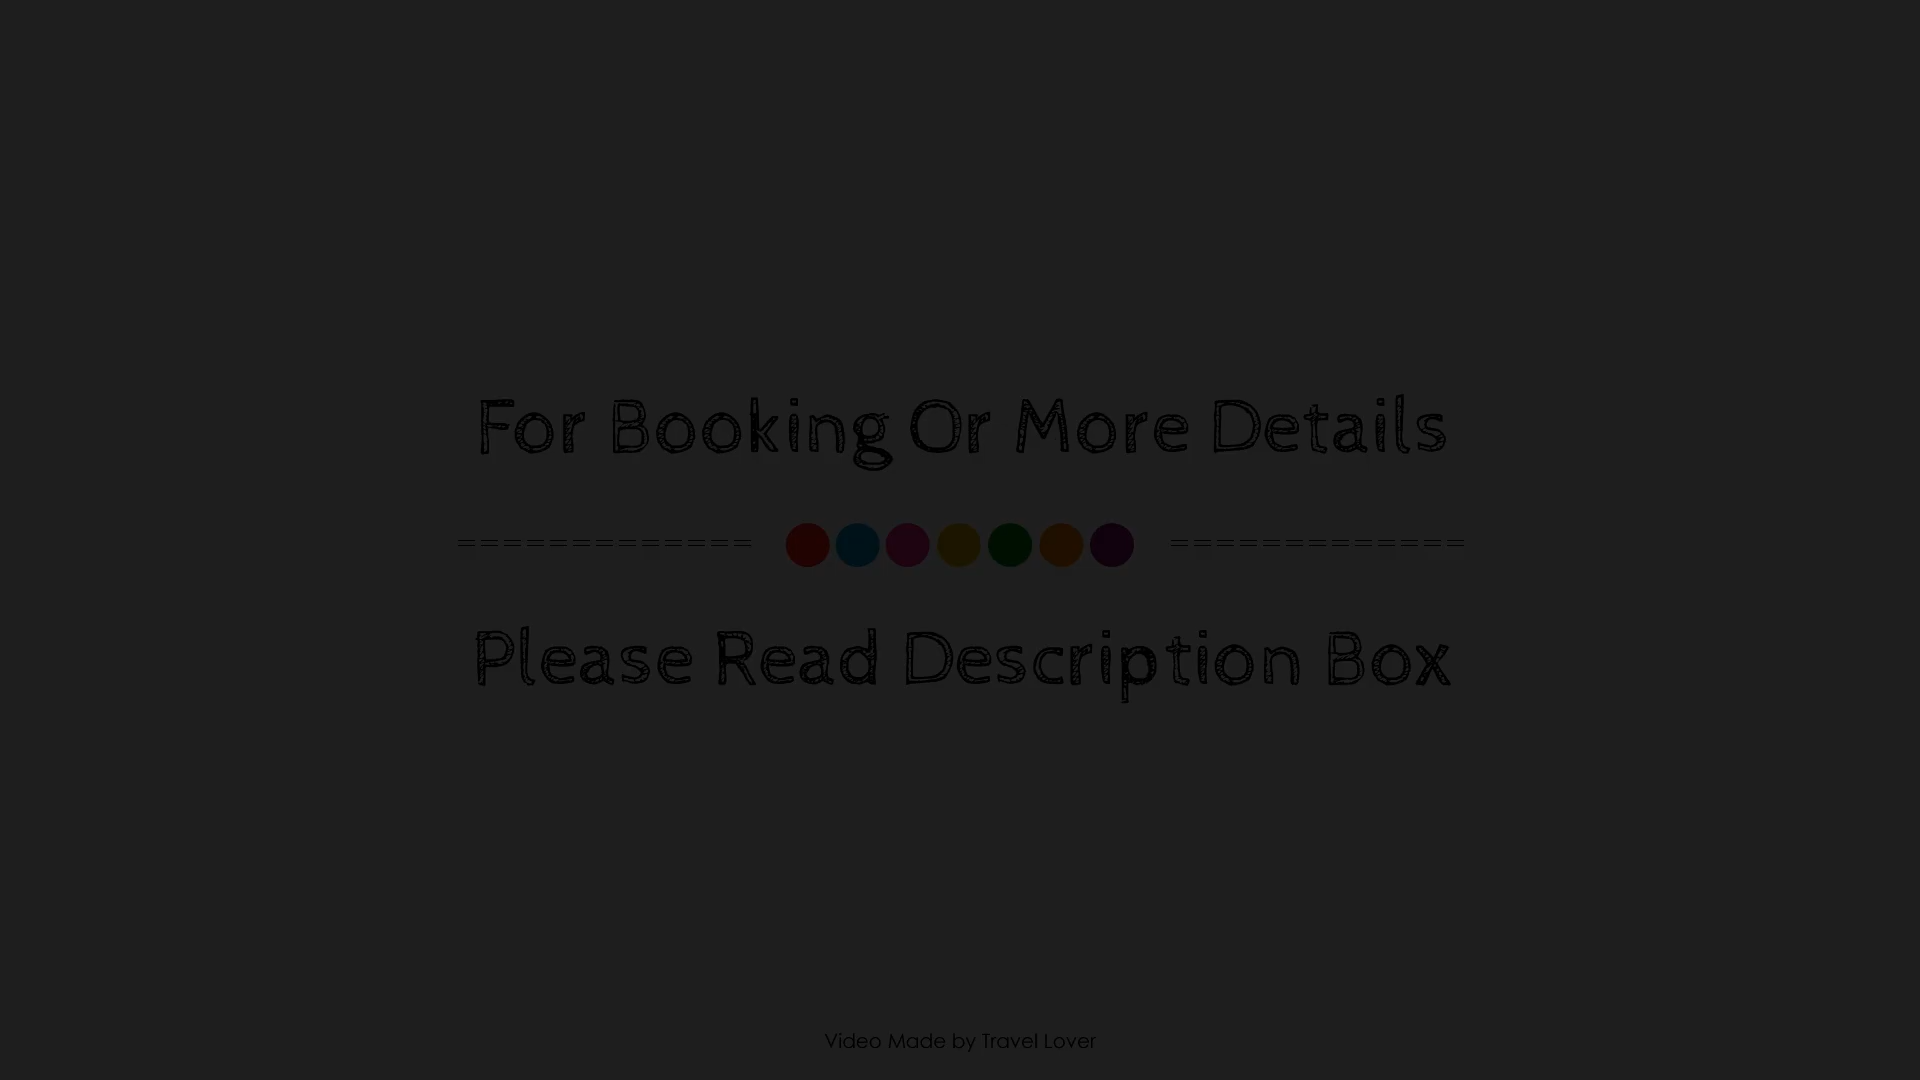 For Booking Or More Details
============= =============
Please Read Description Box
Video Made by Travel Lover